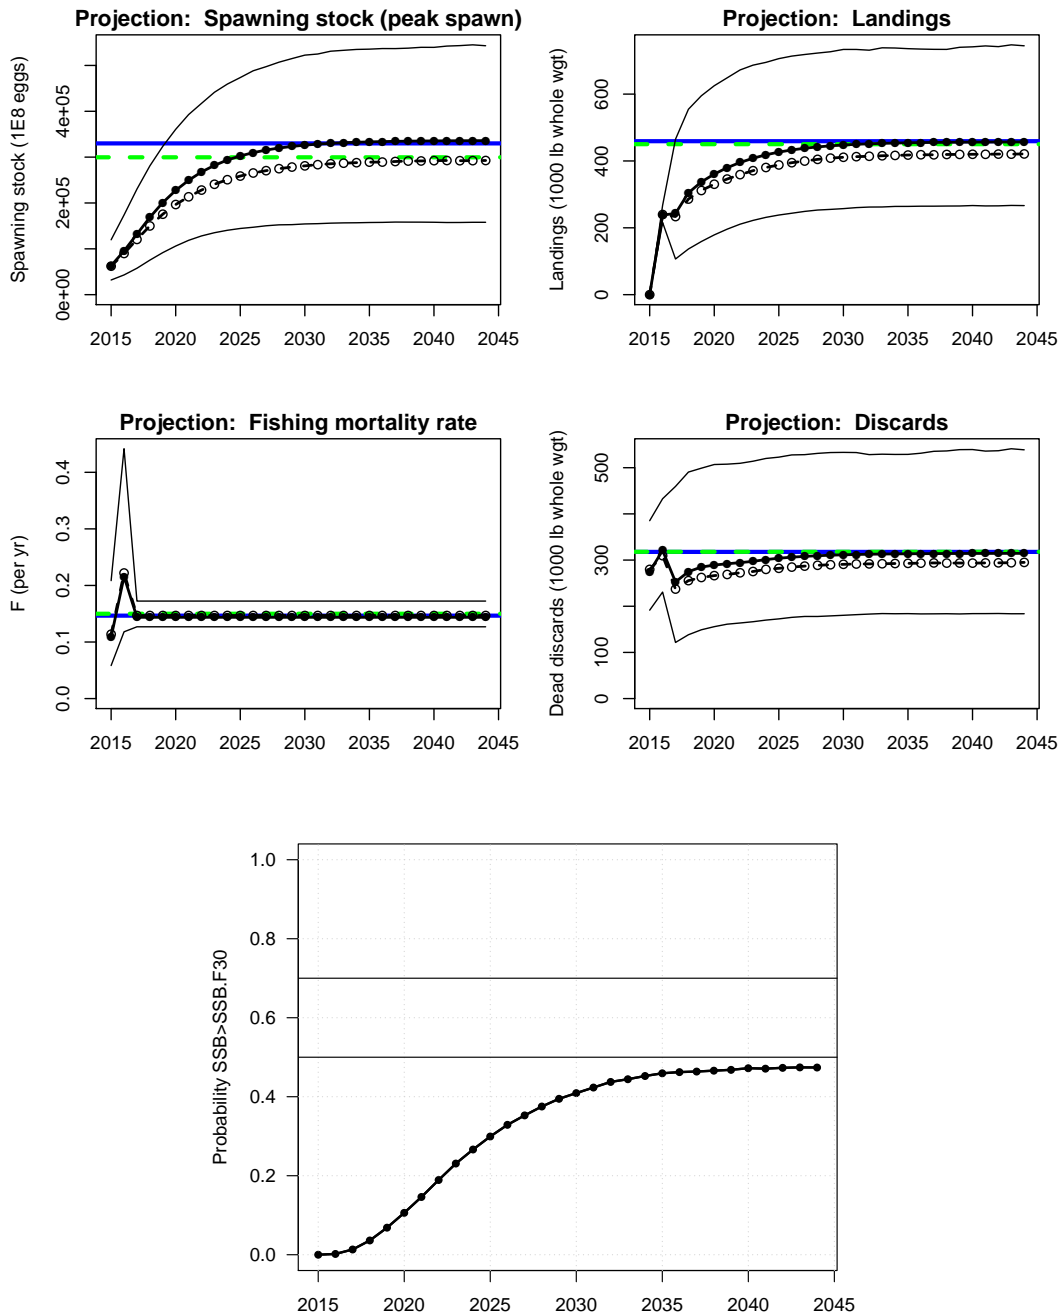 Projection:  Spawning stock (peak spawn)
Spawning stock (1E8 eggs)
0e+00 2e+05 4e+05
2015 2020 2025 2030 2035 2040 2045
Projection:  Landings
Landings (1000 lb whole wgt)
0 200 400 600
2015 2020 2025 2030 2035 2040 2045
Projection:  Fishing mortality rate
F (per yr)
0.0 0.1 0.2 0.3 0.4
2015 2020 2025 2030 2035 2040 2045
Projection:  Discards
Dead discards (1000 lb whole wgt)
0 100 300 500
2015 2020 2025 2030 2035 2040 2045
Probability SSB>SSB.F30
1.0
0.8
0.6
0.4
0.2
0.0
2015 2020 2025 2030 2035 2040 2045